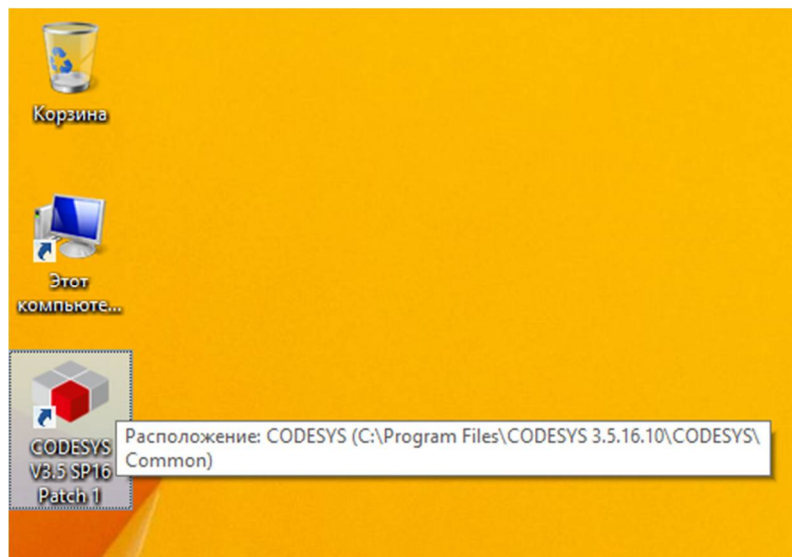 Корзина
Этот
компьюте...
CODESYS
V3.5 SP16
Patch 1
Расположение: CODESYS (C:\Program Files\CODESYS 3.5.16.10\CODESYS\
Common)